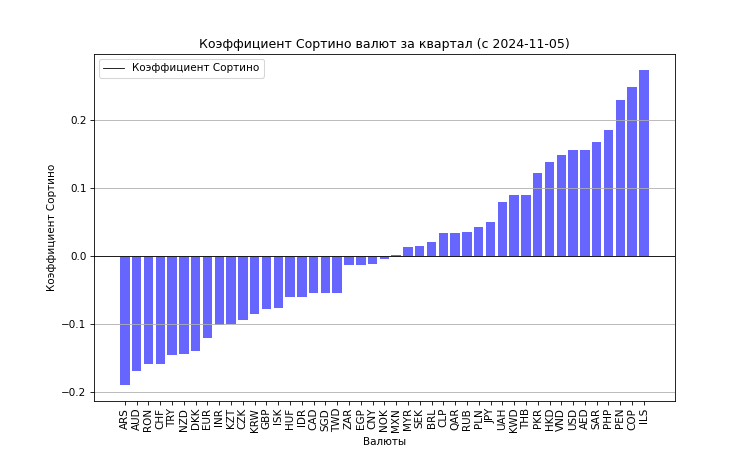 Коэффициент Сортино валют за квартал (с 2024-11-05)
Коэффициент Сортино
Коэффициент Сортино
0.2
0.1
0.0
−0.1
−0.2
ARS AUD RON CHF TRY NZD DKK EUR INR KZT CZK KRW GBP ISK HUF IDR CAD SGD TWD ZAR EGP CNY NOK MXN MYR SEK BRL CLP QAR RUB PLN JPY UAH KWD THB PKR HKD VND USD AED SAR PHP PEN COP ILS
Валюты